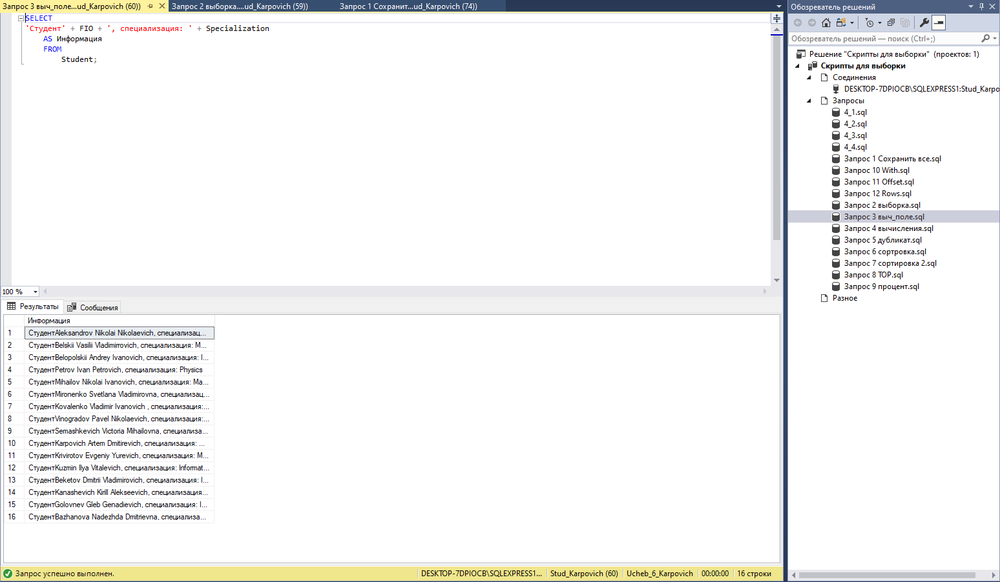 Запрос 3 выч_поле...ud_Karpovich (60))
Запрос 2 выборка....ud_Karpovich (59))
Запрос 1 Сохранит...ud_Karpovich (74))
SELECT
'Студент' + FIO + ', специализация: ' + Specialization
AS Информация
FROM
Student;
100 %
Результаты
Сообщения
Информация
1 СтудентAleksandrov Nikolai Nikolaevich, специализац...
2 СтудентBelskii Vasilii Vladimirrovich, специализация: M...
3 СтудентBelopolskii Andrey Ivanovich, специализация: I...
4 СтудентPetrov Ivan Petrovich, специализация: Physics
5 СтудентMihailov Nikolai Ivanovich, специализация: Ma...
6 СтудентMironenko Svetlana Vladimirovna, специализац...
7 СтудентKovalenko Vladimir Ivanovich , специализация:...
8 СтудентVinogradov Pavel Nikolaevich, специализация:...
9 СтудентSemashkevich Victoria Mihailovna, специализа...
10 СтудентKarpovich Artem Dmitirevich, специализация: ...
11 СтудентKrivirotov Evgeniy Yurevich, специализация: M...
12 СтудентKuzmin Ilya Vitalevich, специализация: Informat...
13 СтудентBeketov Dmitrii Vladimirovich, специализация: I...
14 СтудентKanashevich Kirill Alekseevich, специализация...
15 СтудентGolovnev Gleb Genadievich, специализация: I...
16 СтудентBazhanova Nadezhda Dmitrievna, специализа...
Запрос успешно выполнен.
DESKTOP-7DPIOCB\SQLEXPRESS1...
Stud_Karpovich (60)
Ucheb_6_Karpovich
00:00:00
16 строки
Обозреватель решений
Обозреватель решений — поиск (Ctrl+;)
Решение "Скрипты для выборки" (проектов: 1)
Скрипты для выборки
Соединения
DESKTOP-7DPIOCB\SQLEXPRESS1:Stud_Karpo
Запросы
4_1.sql
4_2.sql
4_3.sql
4_4.sql
Запрос 1 Сохранить все.sql
Запрос 10 With.sql
Запрос 11 Offset.sql
Запрос 12 Rows.sql
Запрос 2 выборка.sql
Запрос 3 выч_поле.sql
Запрос 4 вычисления.sql
Запрос 5 дубликат.sql
Запрос 6 сортровка.sql
Запрос 7 сортировка 2.sql
Запрос 8 TOP.sql
Запрос 9 процент.sql
Разное